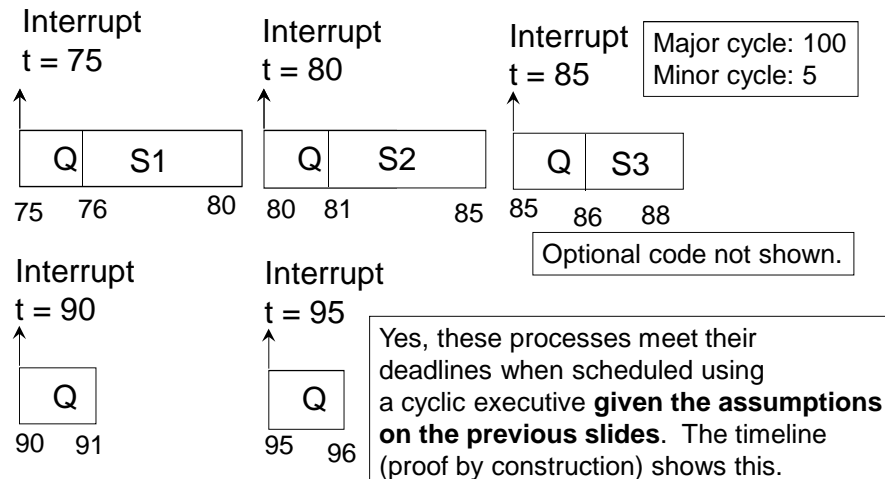 Interrupt
t = 75
Interrupt
t = 80
Interrupt
t = 85
Major cycle: 100
Minor cycle: 5
Q S1
Q S2
Q S3
75 76 80
80 81 85
85 86 88
Optional code not shown.
Interrupt
t = 90
Interrupt
t = 95
Q
Q
90 91
95 96
Yes, these processes meet their
deadlines when scheduled using
a cyclic executive given the assumptions
on the previous slides. The timeline
(proof by construction) shows this.